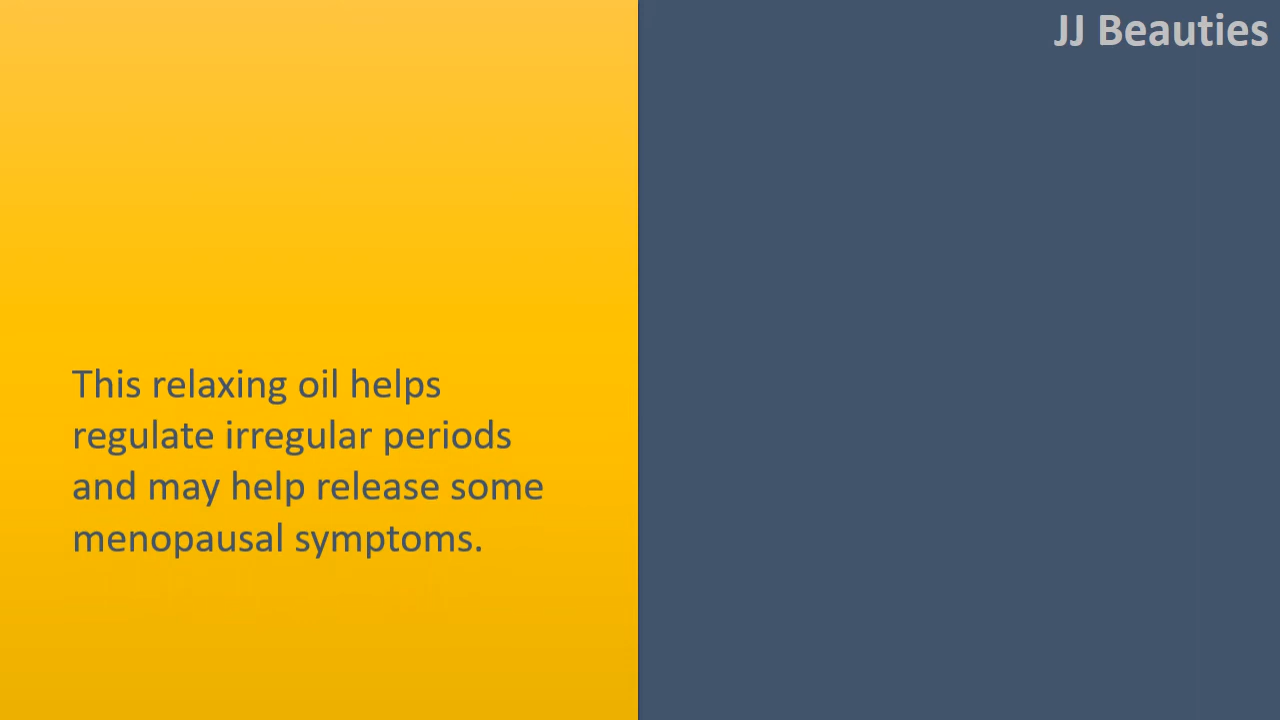 JJ Beauties
This relaxing oil helps
regulate irregular periods
and may help release some
menopausal symptoms.